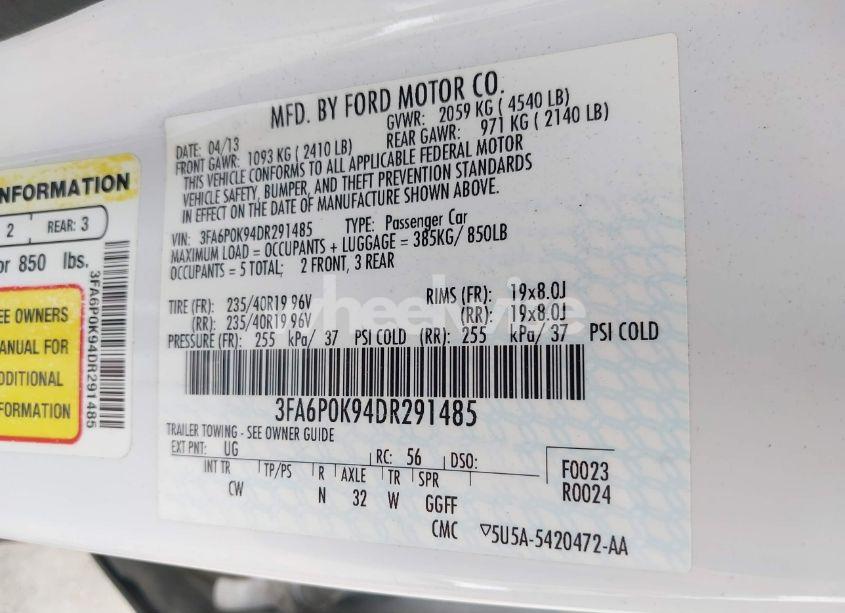 MFD. BY FORD MOTOR CO.
DATE: 04/13 GVWR: 2059 KG ( 4540 LB)
FRONT GAWR: 1093 KG ( 2410 LB) REAR GAWR: 971 KG ( 2140 LB)
THIS VEHICLE CONFORMS TO ALL APPLICABLE FEDERAL MOTOR
VEHICLE SAFETY, BUMPER, AND THEFT PREVENTION STANDARDS
IN EFFECT ON THE DATE OF MANUFACTURE SHOWN ABOVE.
VIN: 3FA6P0K94DR291485 TYPE: Passenger Car
MAXIMUM LOAD = OCCUPANTS + LUGGAGE = 385KG/ 850LB
OCCUPANTS = 5 TOTAL; 2 FRONT, 3 REAR
TIRE (FR): 235/40R19 96V RIMS (FR): 19x8.0J
(RR): 235/40R19 96V (RR): 19x8.0J
PRESSURE (FR): 255 kPa/ 37 PSI COLD (RR): 255 kPa/ 37 PSI COLD
3FA6P0K94DR291485
TRAILER TOWING - SEE OWNER GUIDE
EXT PNT: UG RC: 56 DSO:
INT TR TP/PS R AXLE TR SPR
CW N 32 W GGFF
F0023
R0024
CMC ▽5U5A-5420472-AA
NFORMATION
2 REAR: 3
or 850 lbs.
EE OWNERS
ANUAL FOR
DDITIONAL
FORMATION
3FA6P0K94DR291485
wheelwise